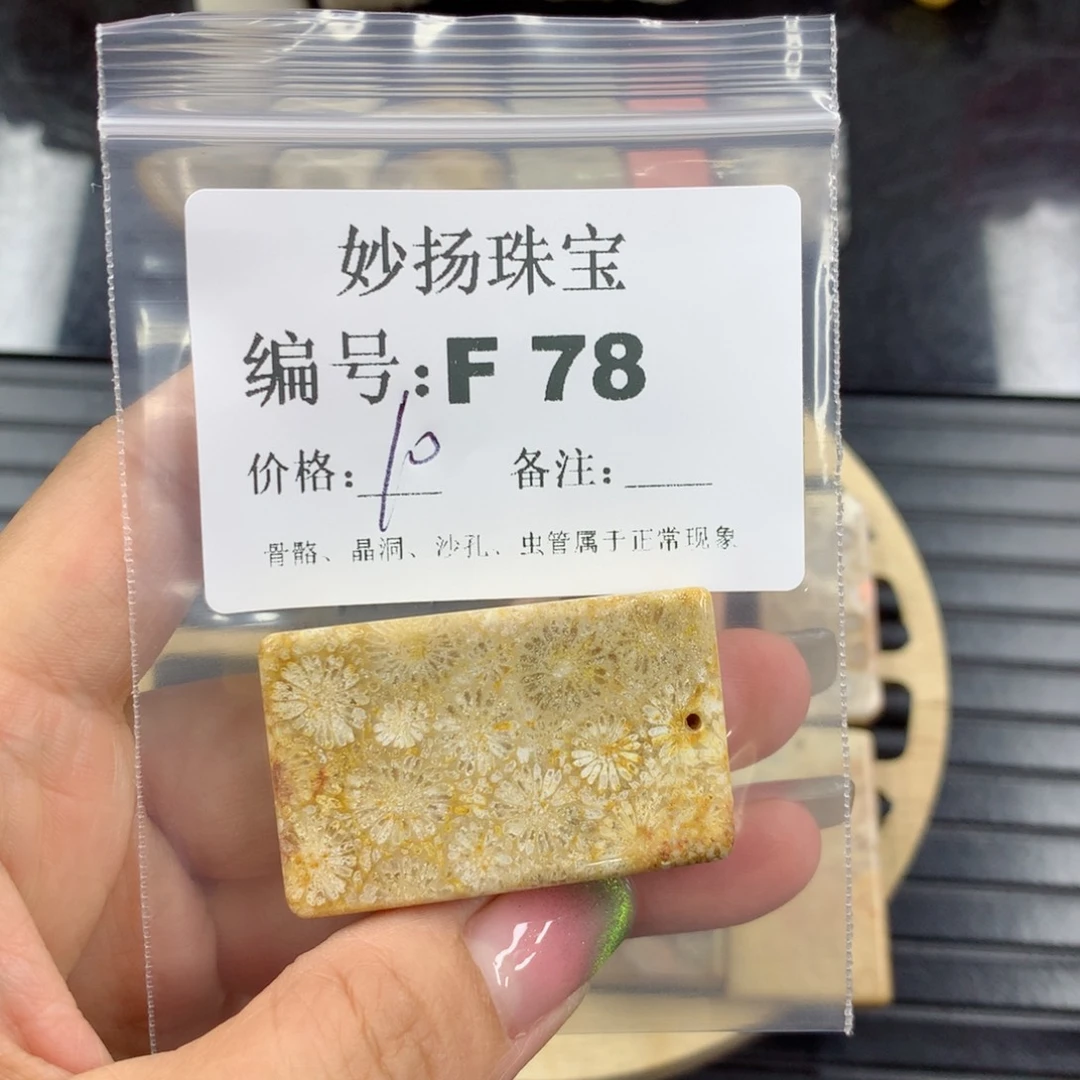 妙扬珠宝
编号:F 78
价格:10 备注:
骨骼、晶洞、沙孔、虫管属于正常现象